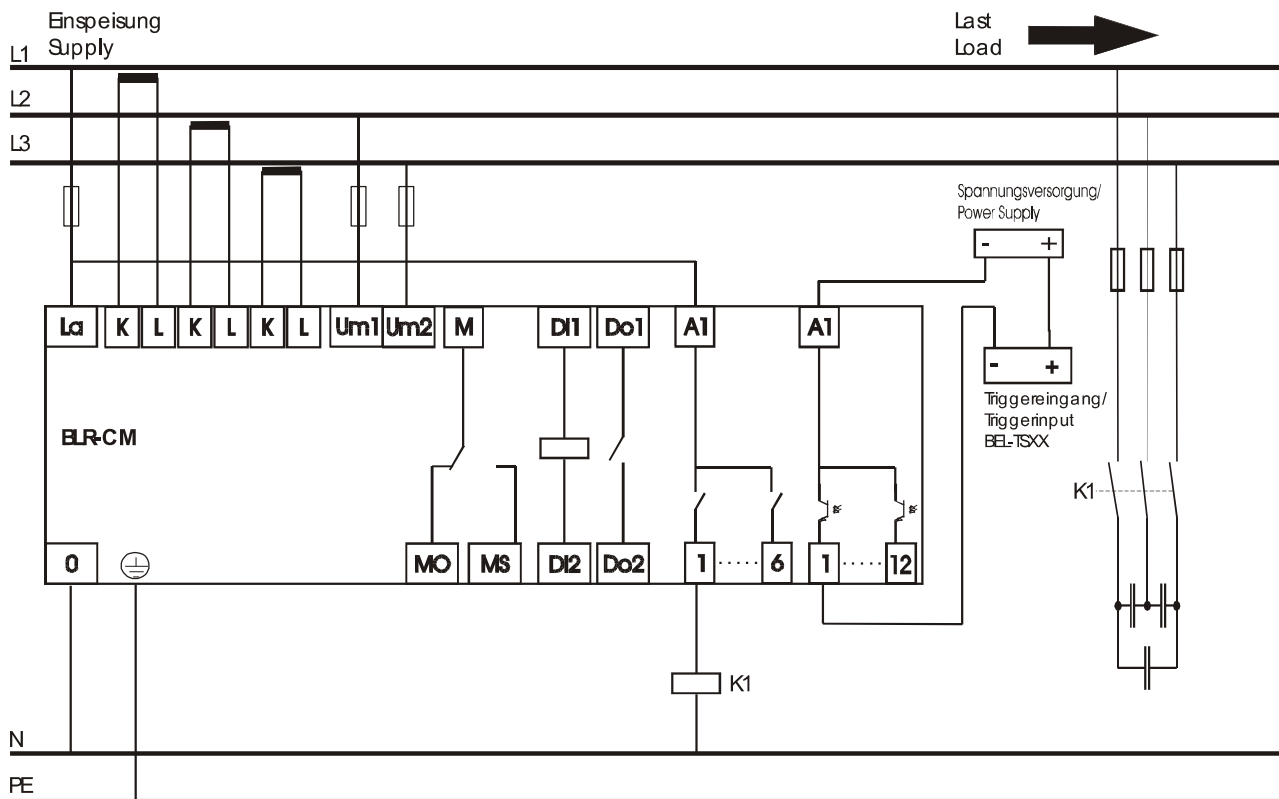 Einspeisung
Supply
Last
Load
L1
L2
L3
Spannungsversorgung/
Power Supply
- +
La K L K L K L Um1 Um2 M DI1 Do1 A1 A1
- +
Triggereingang/
Triggerinput
BEL-TSXX
BLR-CM
K1
0 MO MS DI2 Do2 1 ..... 6 1 ..... 12
K1
N
PE